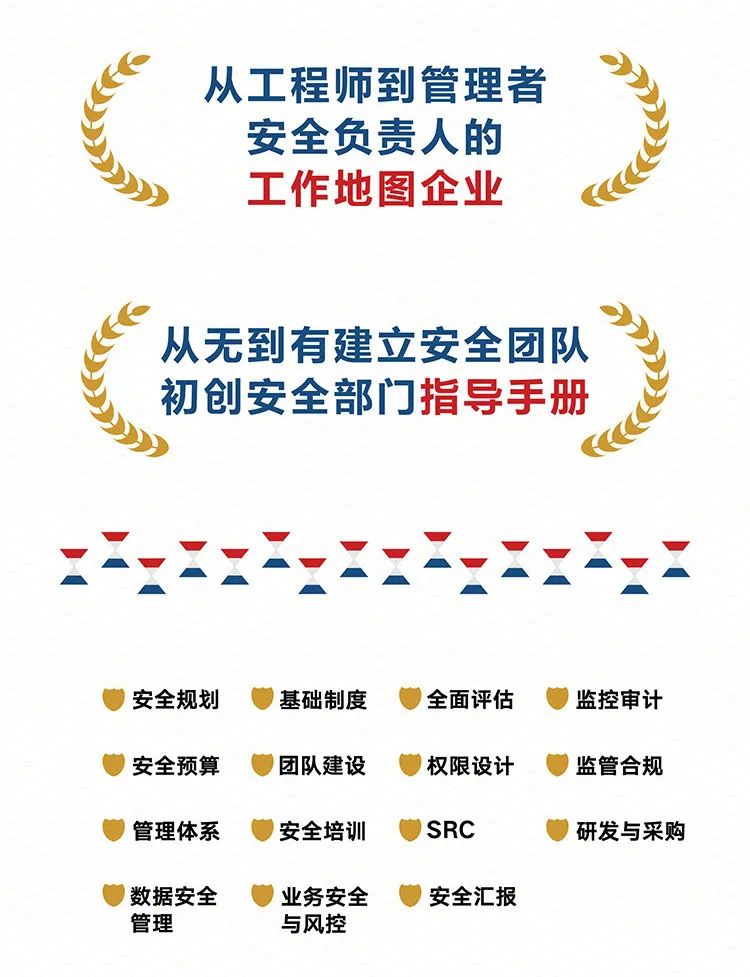 从工程师到管理者
安全负责人的
工作地图企业
从无到有建立安全团队
初创安全部门指导手册
安全规划 基础制度 全面评估 监控审计
安全预算 团队建设 权限设计 监管合规
管理体系 安全培训 SRC 研发与采购
数据安全 业务安全 安全汇报
管理 与风控